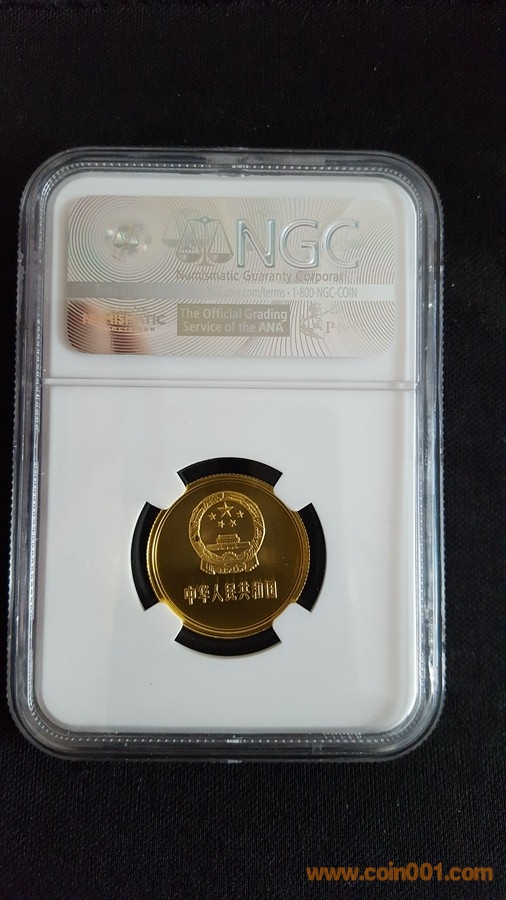 NGC
Numismatic Guaranty Corporati
.com/terms • 1-800-NGC-COIN
The Official Grading
Service of the ANA
中华人民共和国
www.coin001.com